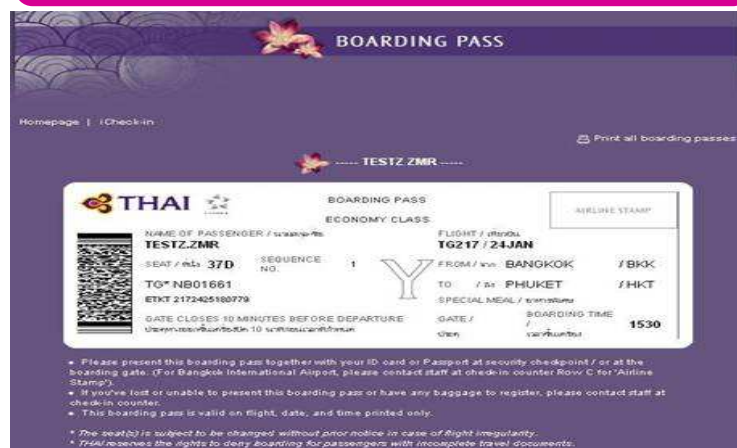 BOARDING PASS
Homepage | iCheck-in
Print all boarding passes
----- TESTZ ZMR -----
THAI
BOARDING PASS
ECONOMY CLASS
AIRLINE STAMP
NAME OF PASSENGER /
TESTZ.ZMR
FLIGHT /
TG217 / 24JAN
SEAT / ที่นั่ง 37D SEQUENCE NO. 1
Y
FROM / จาก BANGKOK / BKK
TG* NB01661
TO / ถึง PHUKET / HKT
ETKT 2172425180779
SPECIAL MEAL /
GATE CLOSES 10 MINUTES BEFORE DEPARTURE
GATE /
BOARDING TIME / 1530
• Please present this boarding pass together with your ID card or Passport at security checkpoint / or at the
boarding gate. (For Bangkok International Airport, please contact staff at check-in counter Row C for 'Airline
Stamp').
• If you've lost or unable to present this boarding pass or have any baggage to register, please contact staff at
check-in counter.
• This boarding pass is valid on flight, date, and time printed only.
* The seat(s) is subject to be changed without prior notice in case of flight irregularity.
* THAI reserves the rights to deny boarding for passengers with incomplete travel documents.